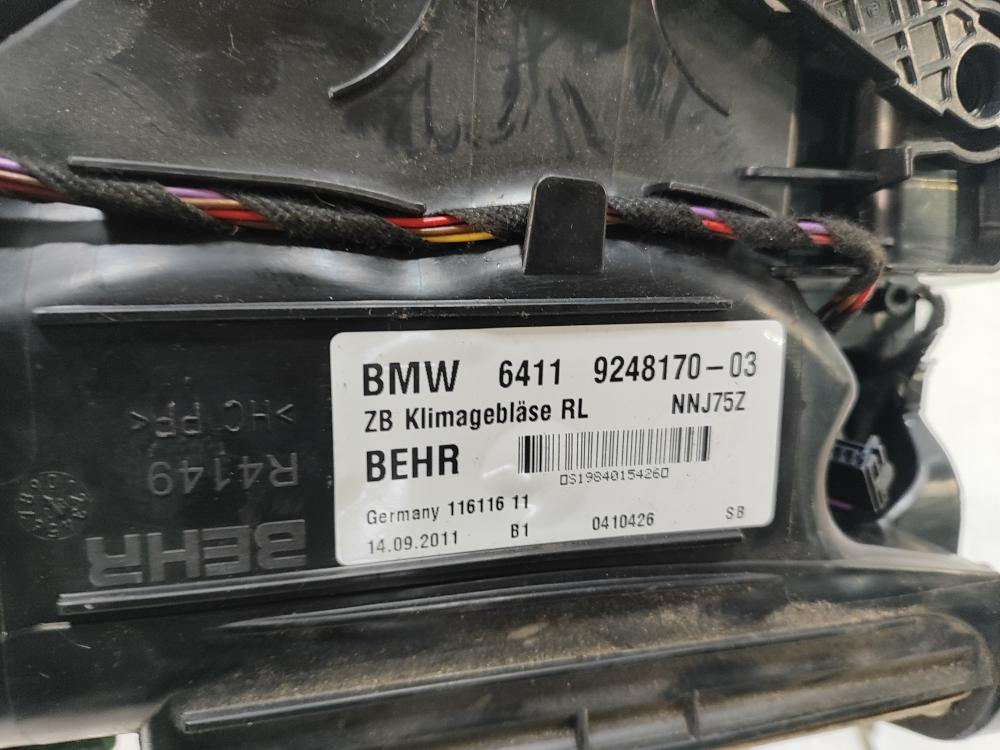 BMW 6411 9248170-03
ZB Klimagebläse RL NNJ75Z
BEHR
□S1984015426□
Germany 116116 11
14.09.2011 B1 0410426 SB
>HC PP<
R4149
BEHR